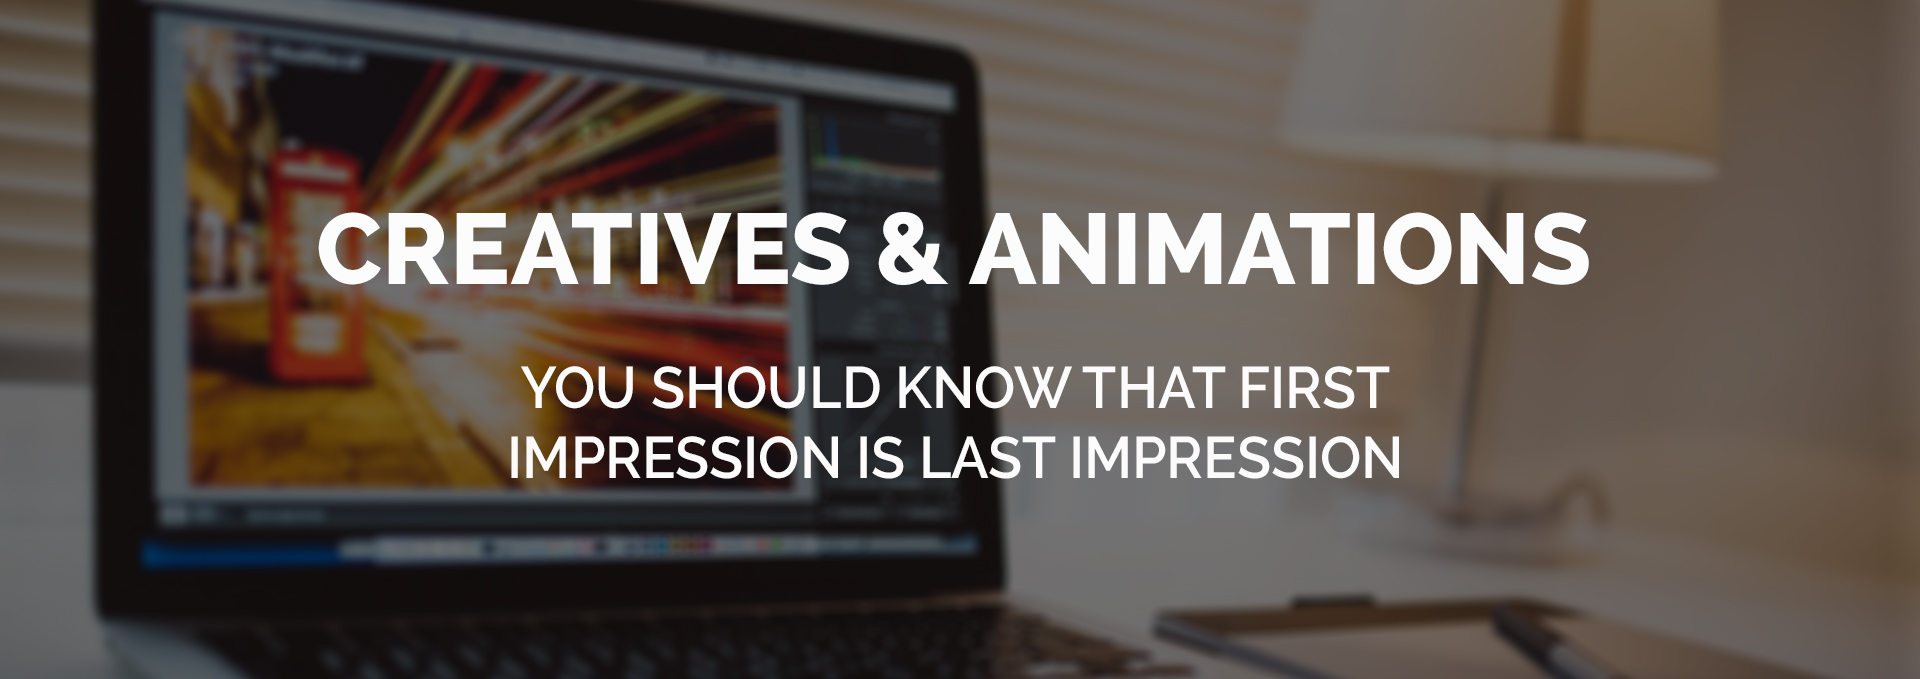 CREATIVES & ANIMATIONS
YOU SHOULD KNOW THAT FIRST
IMPRESSION IS LAST IMPRESSION